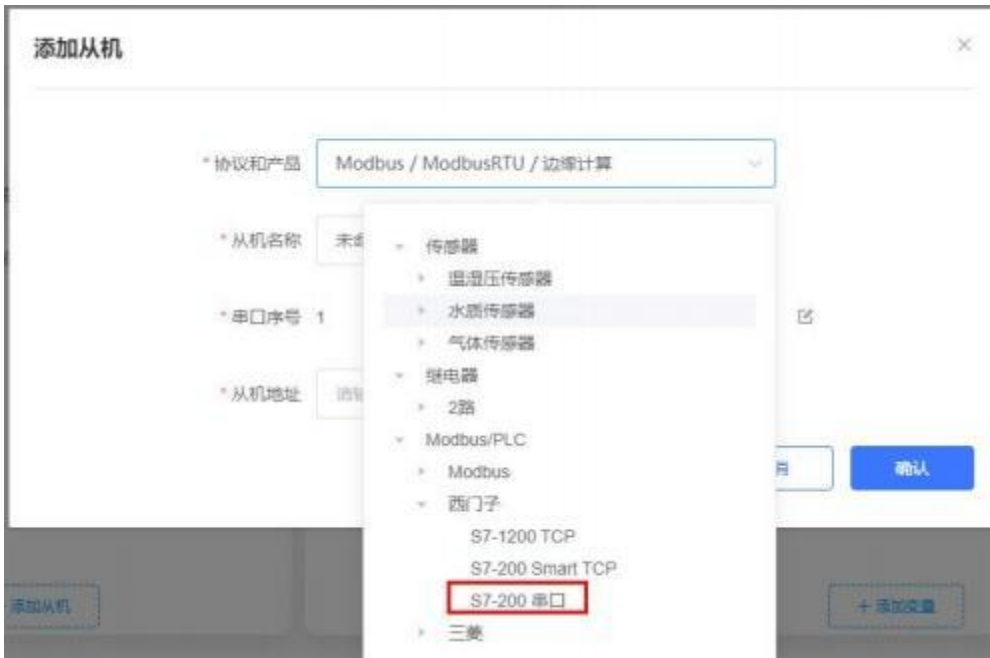 添加从机
*协议和产品 Modbus / ModbusRTU / 边缘计算
*从机名称
传感器
温湿压传感器
*串口序号 1
水质传感器
气体传感器
继电器
*从机地址
2路
Modbus/PLC
Modbus
确认
西门子
S7-1200 TCP
S7-200 Smart TCP
S7-200 串口
添加从机
+ 添加变量
三菱